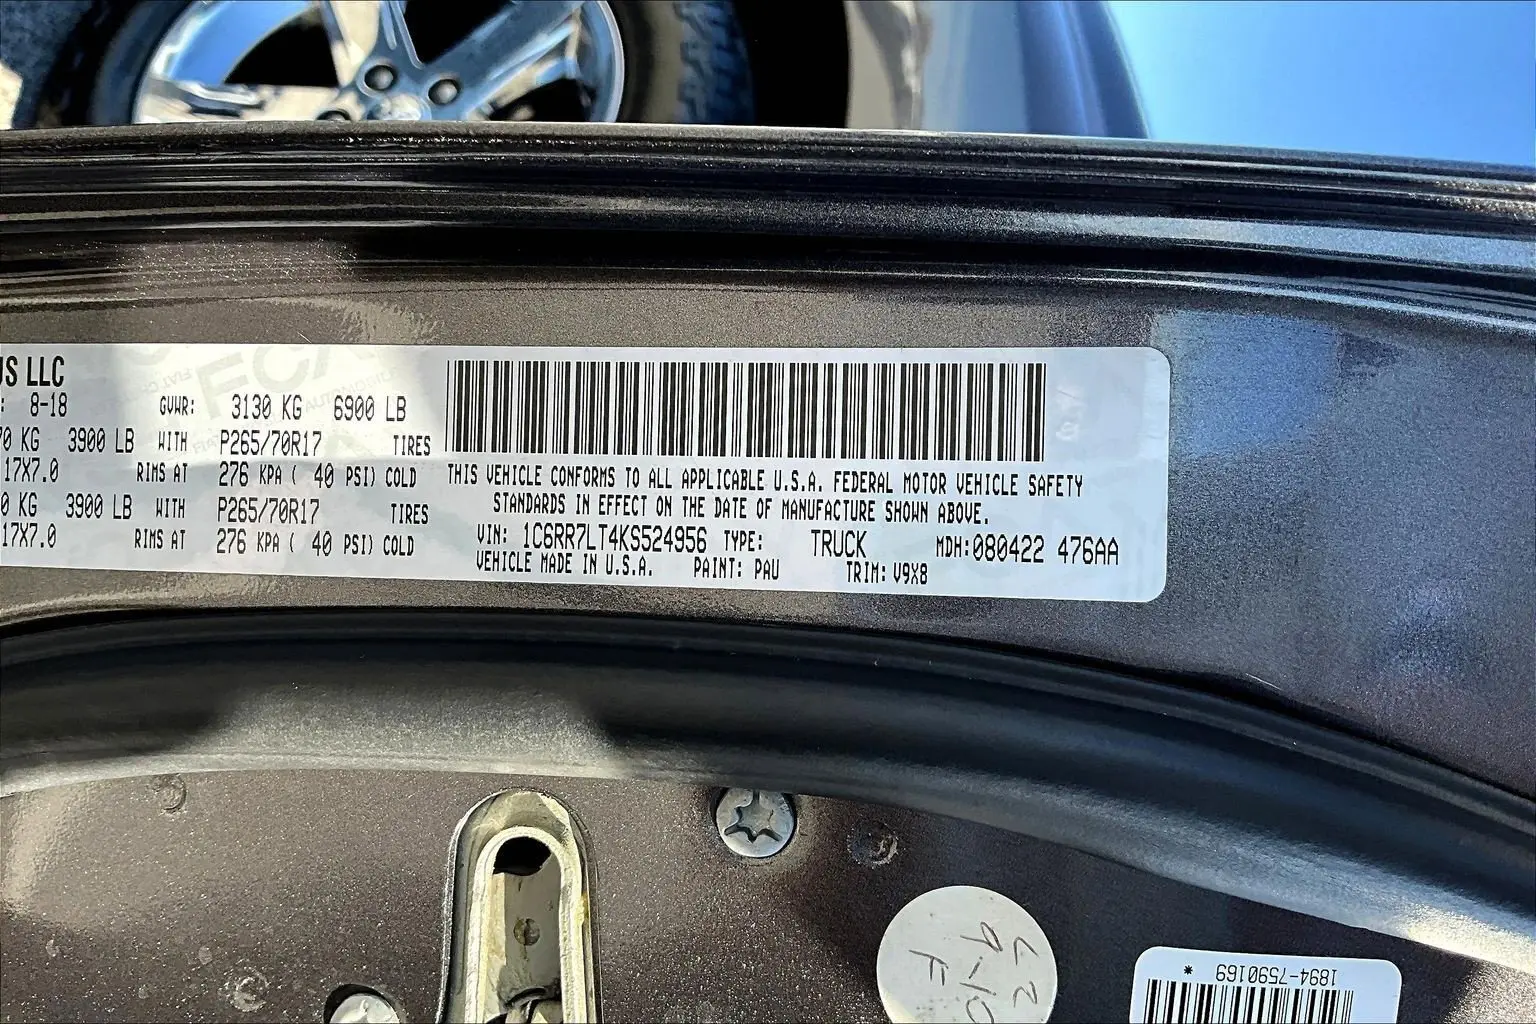 US LLC
: 8-18 GVWR: 3130 KG 6900 LB
70 KG 3900 LB WITH P265/70R17 TIRES
17X7.0 RIMS AT 276 KPA ( 40 PSI) COLD
0 KG 3900 LB WITH P265/70R17 TIRES
17X7.0 RIMS AT 276 KPA ( 40 PSI) COLD
THIS VEHICLE CONFORMS TO ALL APPLICABLE U.S.A. FEDERAL MOTOR VEHICLE SAFETY
STANDARDS IN EFFECT ON THE DATE OF MANUFACTURE SHOWN ABOVE.
VIN: 1C6RR7LT4KS524956 TYPE: TRUCK MDH:080422 476AA
VEHICLE MADE IN U.S.A. PAINT: PAU TRIM: V9X8
FCA
1894-7590169 *